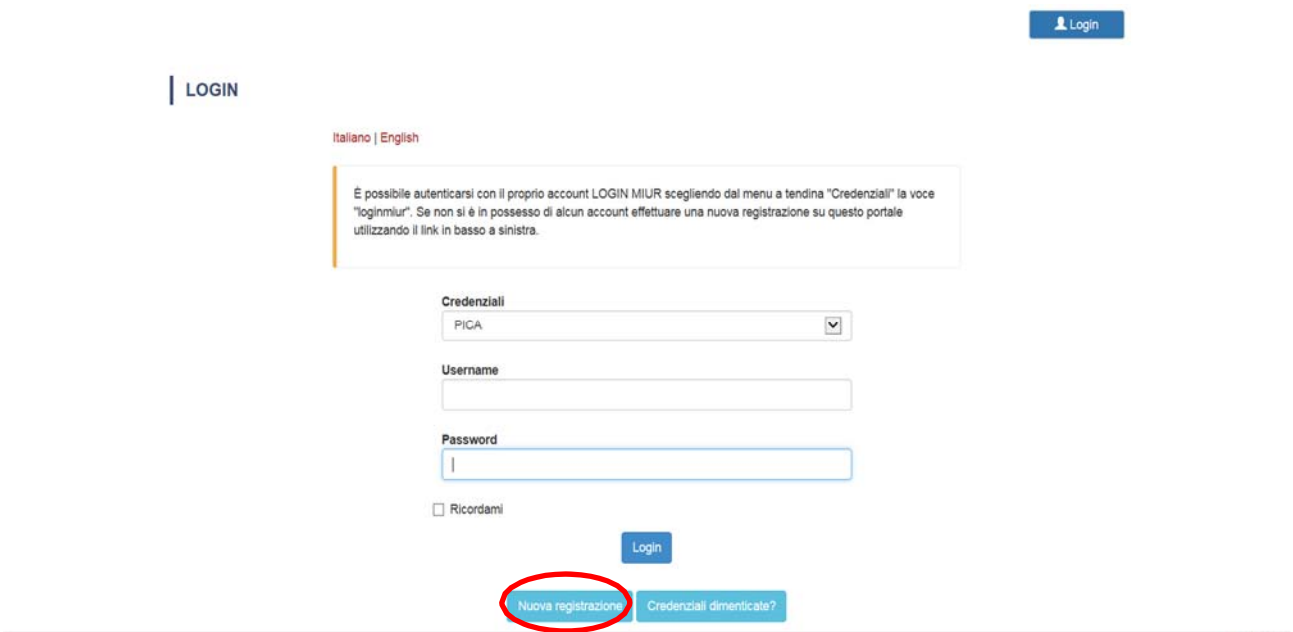 Login
LOGIN
Italiano | English
È possibile autenticarsi con il proprio account LOGIN MIUR scegliendo dal menu a tendina "Credenziali" la voce
"loginmiur". Se non si è in possesso di alcun account effettuare una nuova registrazione su questo portale
utilizzando il link in basso a sinistra.
Credenziali
PICA
Username
Password
Ricordami
Login
Nuova registrazione
Credenziali dimenticate?